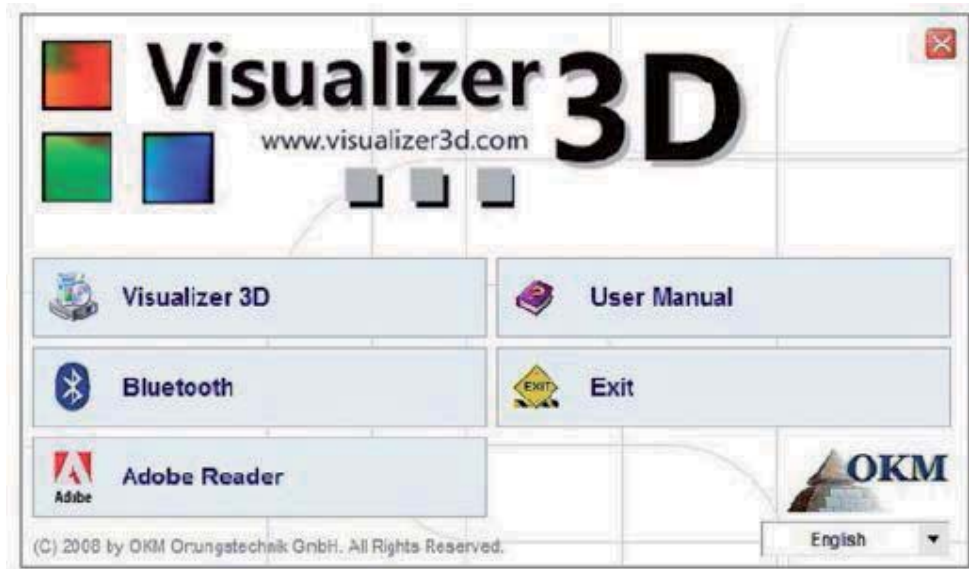 Visualizer 3D
www.visualizer3d.com
Visualizer 3D
User Manual
Bluetooth
EXIT
Exit
Adobe
Adobe Reader
OKM
(C) 2008 by OKM Ortungstechnik GmbH. All Rights Reserved.
English